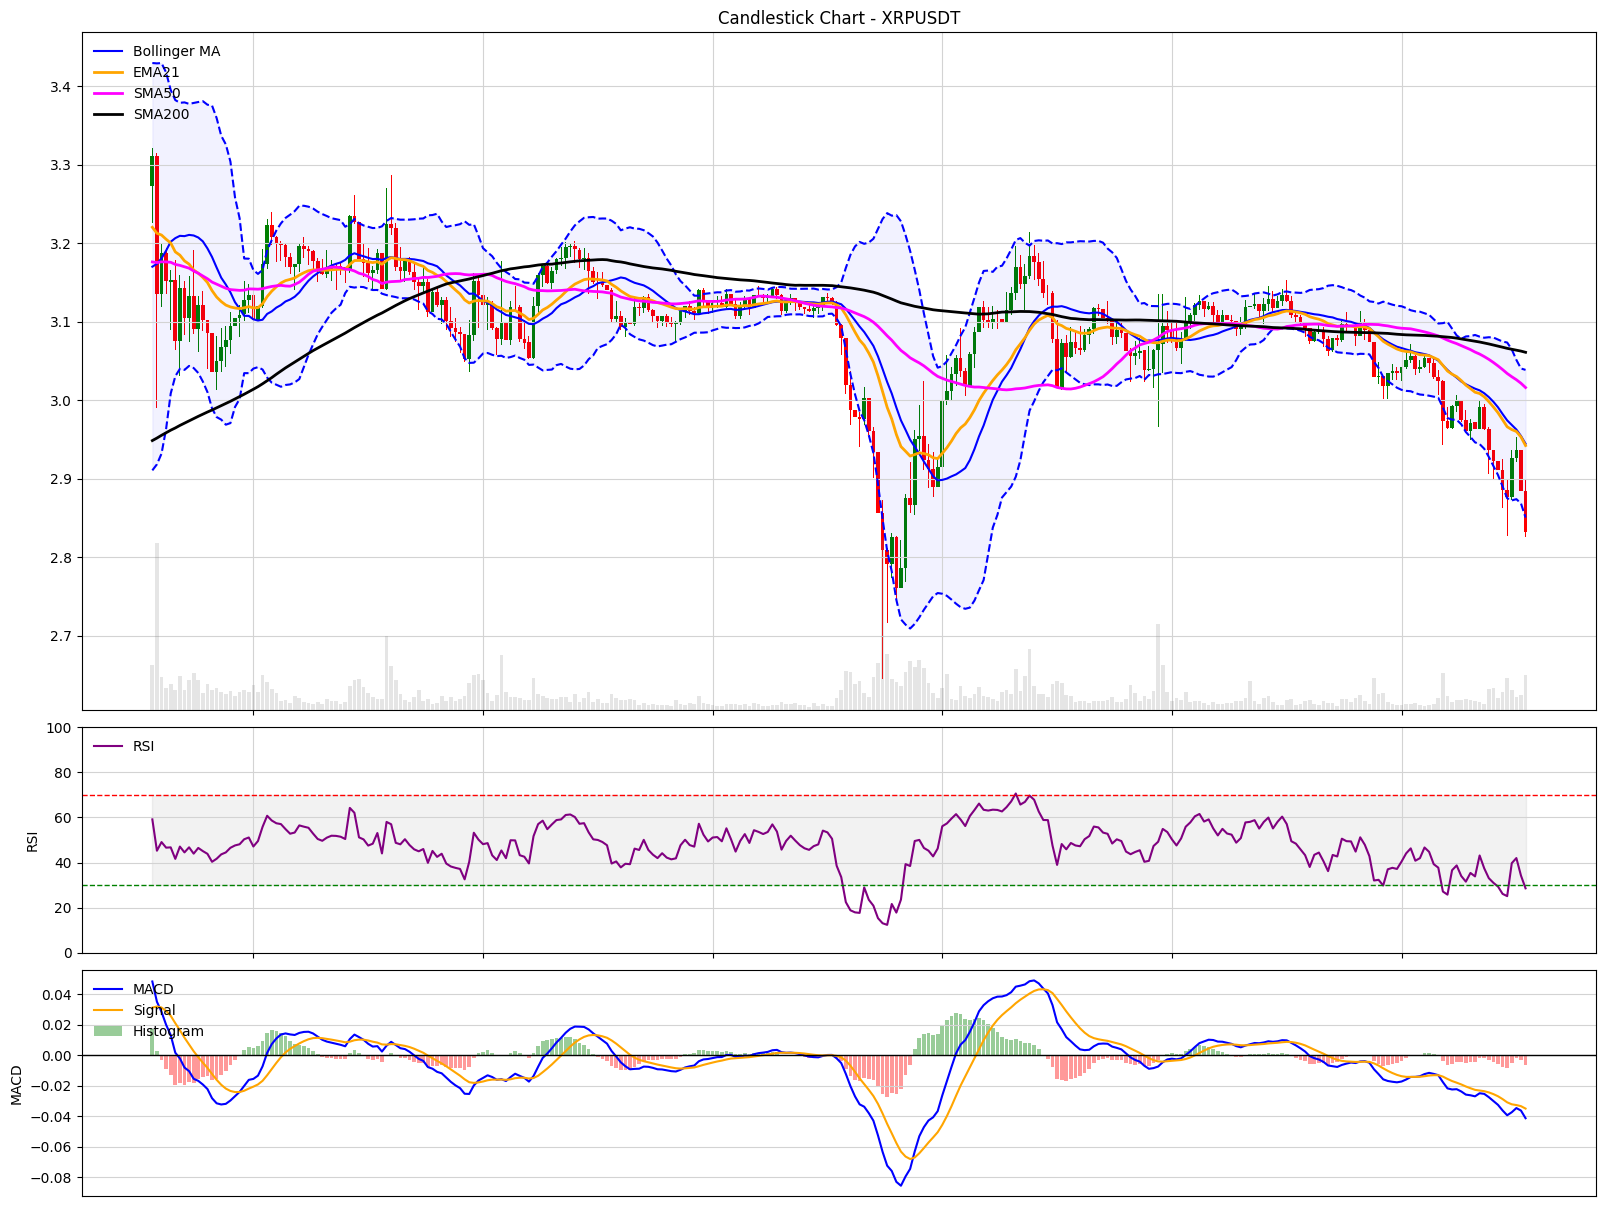 Candlestick Chart - XRPUSDT
Bollinger MA
EMA21
SMA50
SMA200
3.4
3.3
3.2
3.1
3.0
2.9
2.8
2.7
RSI
100
80
60
40
20
0
RSI
MACD
Signal
Histogram
0.04
0.02
0.00
−0.02
−0.04
−0.06
−0.08
MACD